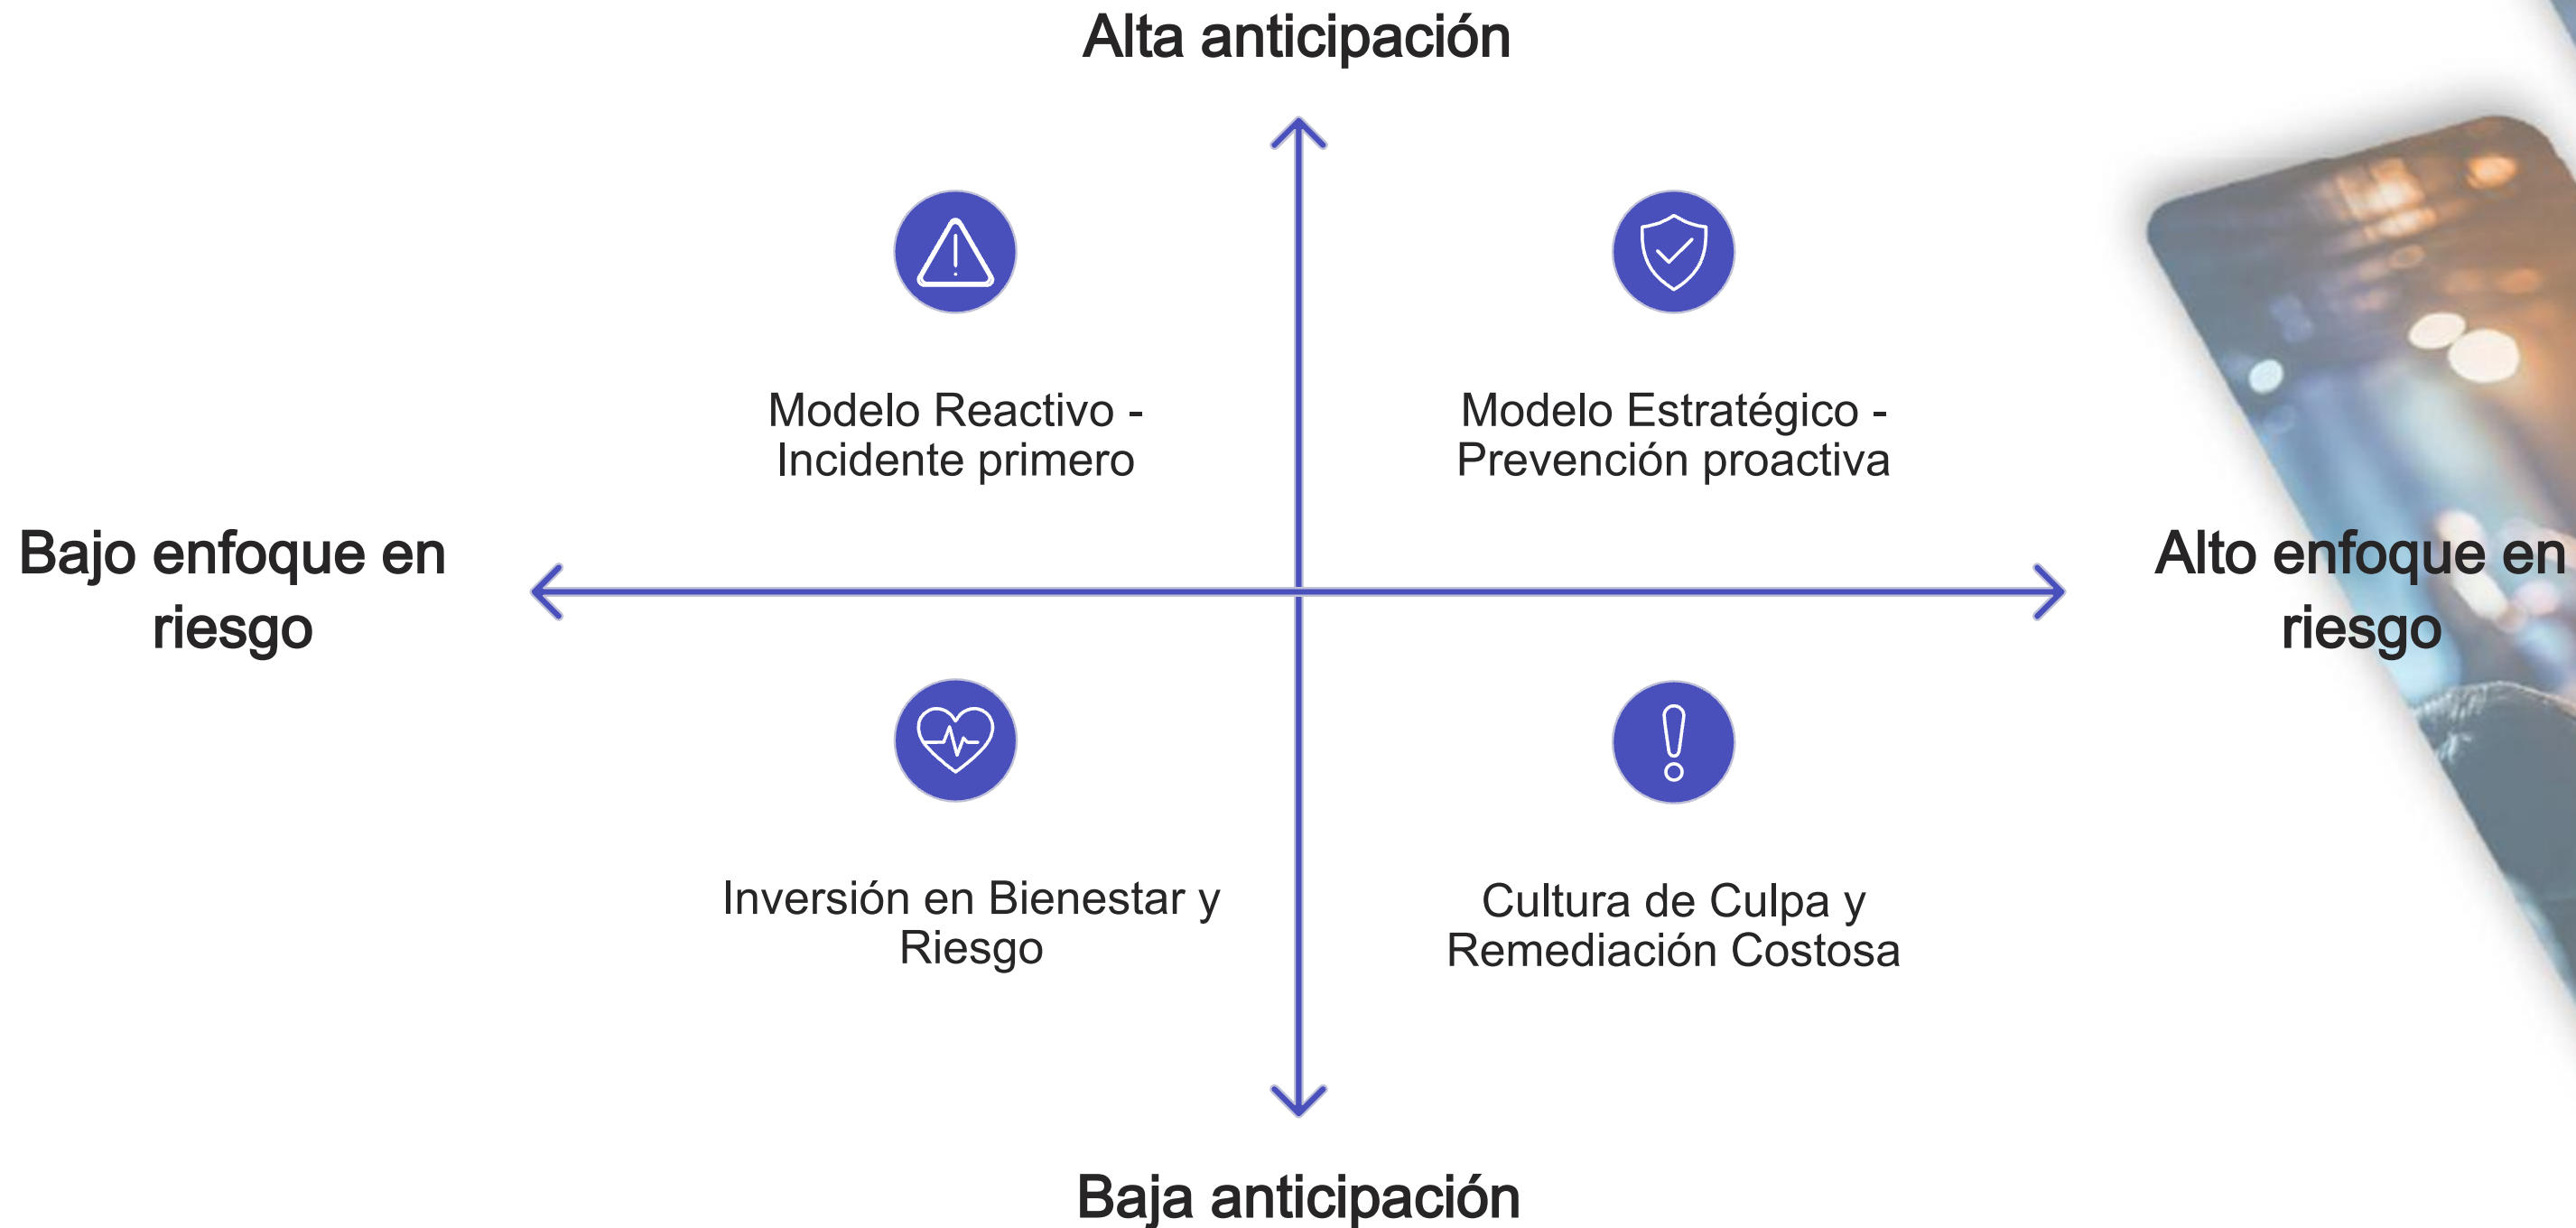 Alta anticipación
Modelo Reactivo -
Incidente primero
Modelo Estratégico -
Prevención proactiva
Bajo enfoque en
riesgo
Alto enfoque en
riesgo
Inversión en Bienestar y
Riesgo
Cultura de Culpa y
Remediación Costosa
Baja anticipación